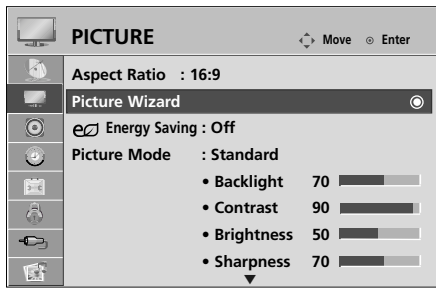 PICTURE Move Enter
Aspect Ratio : 16:9
Picture Wizard
Energy Saving : Off
Picture Mode : Standard
• Backlight 70
• Contrast 90
• Brightness 50
• Sharpness 70